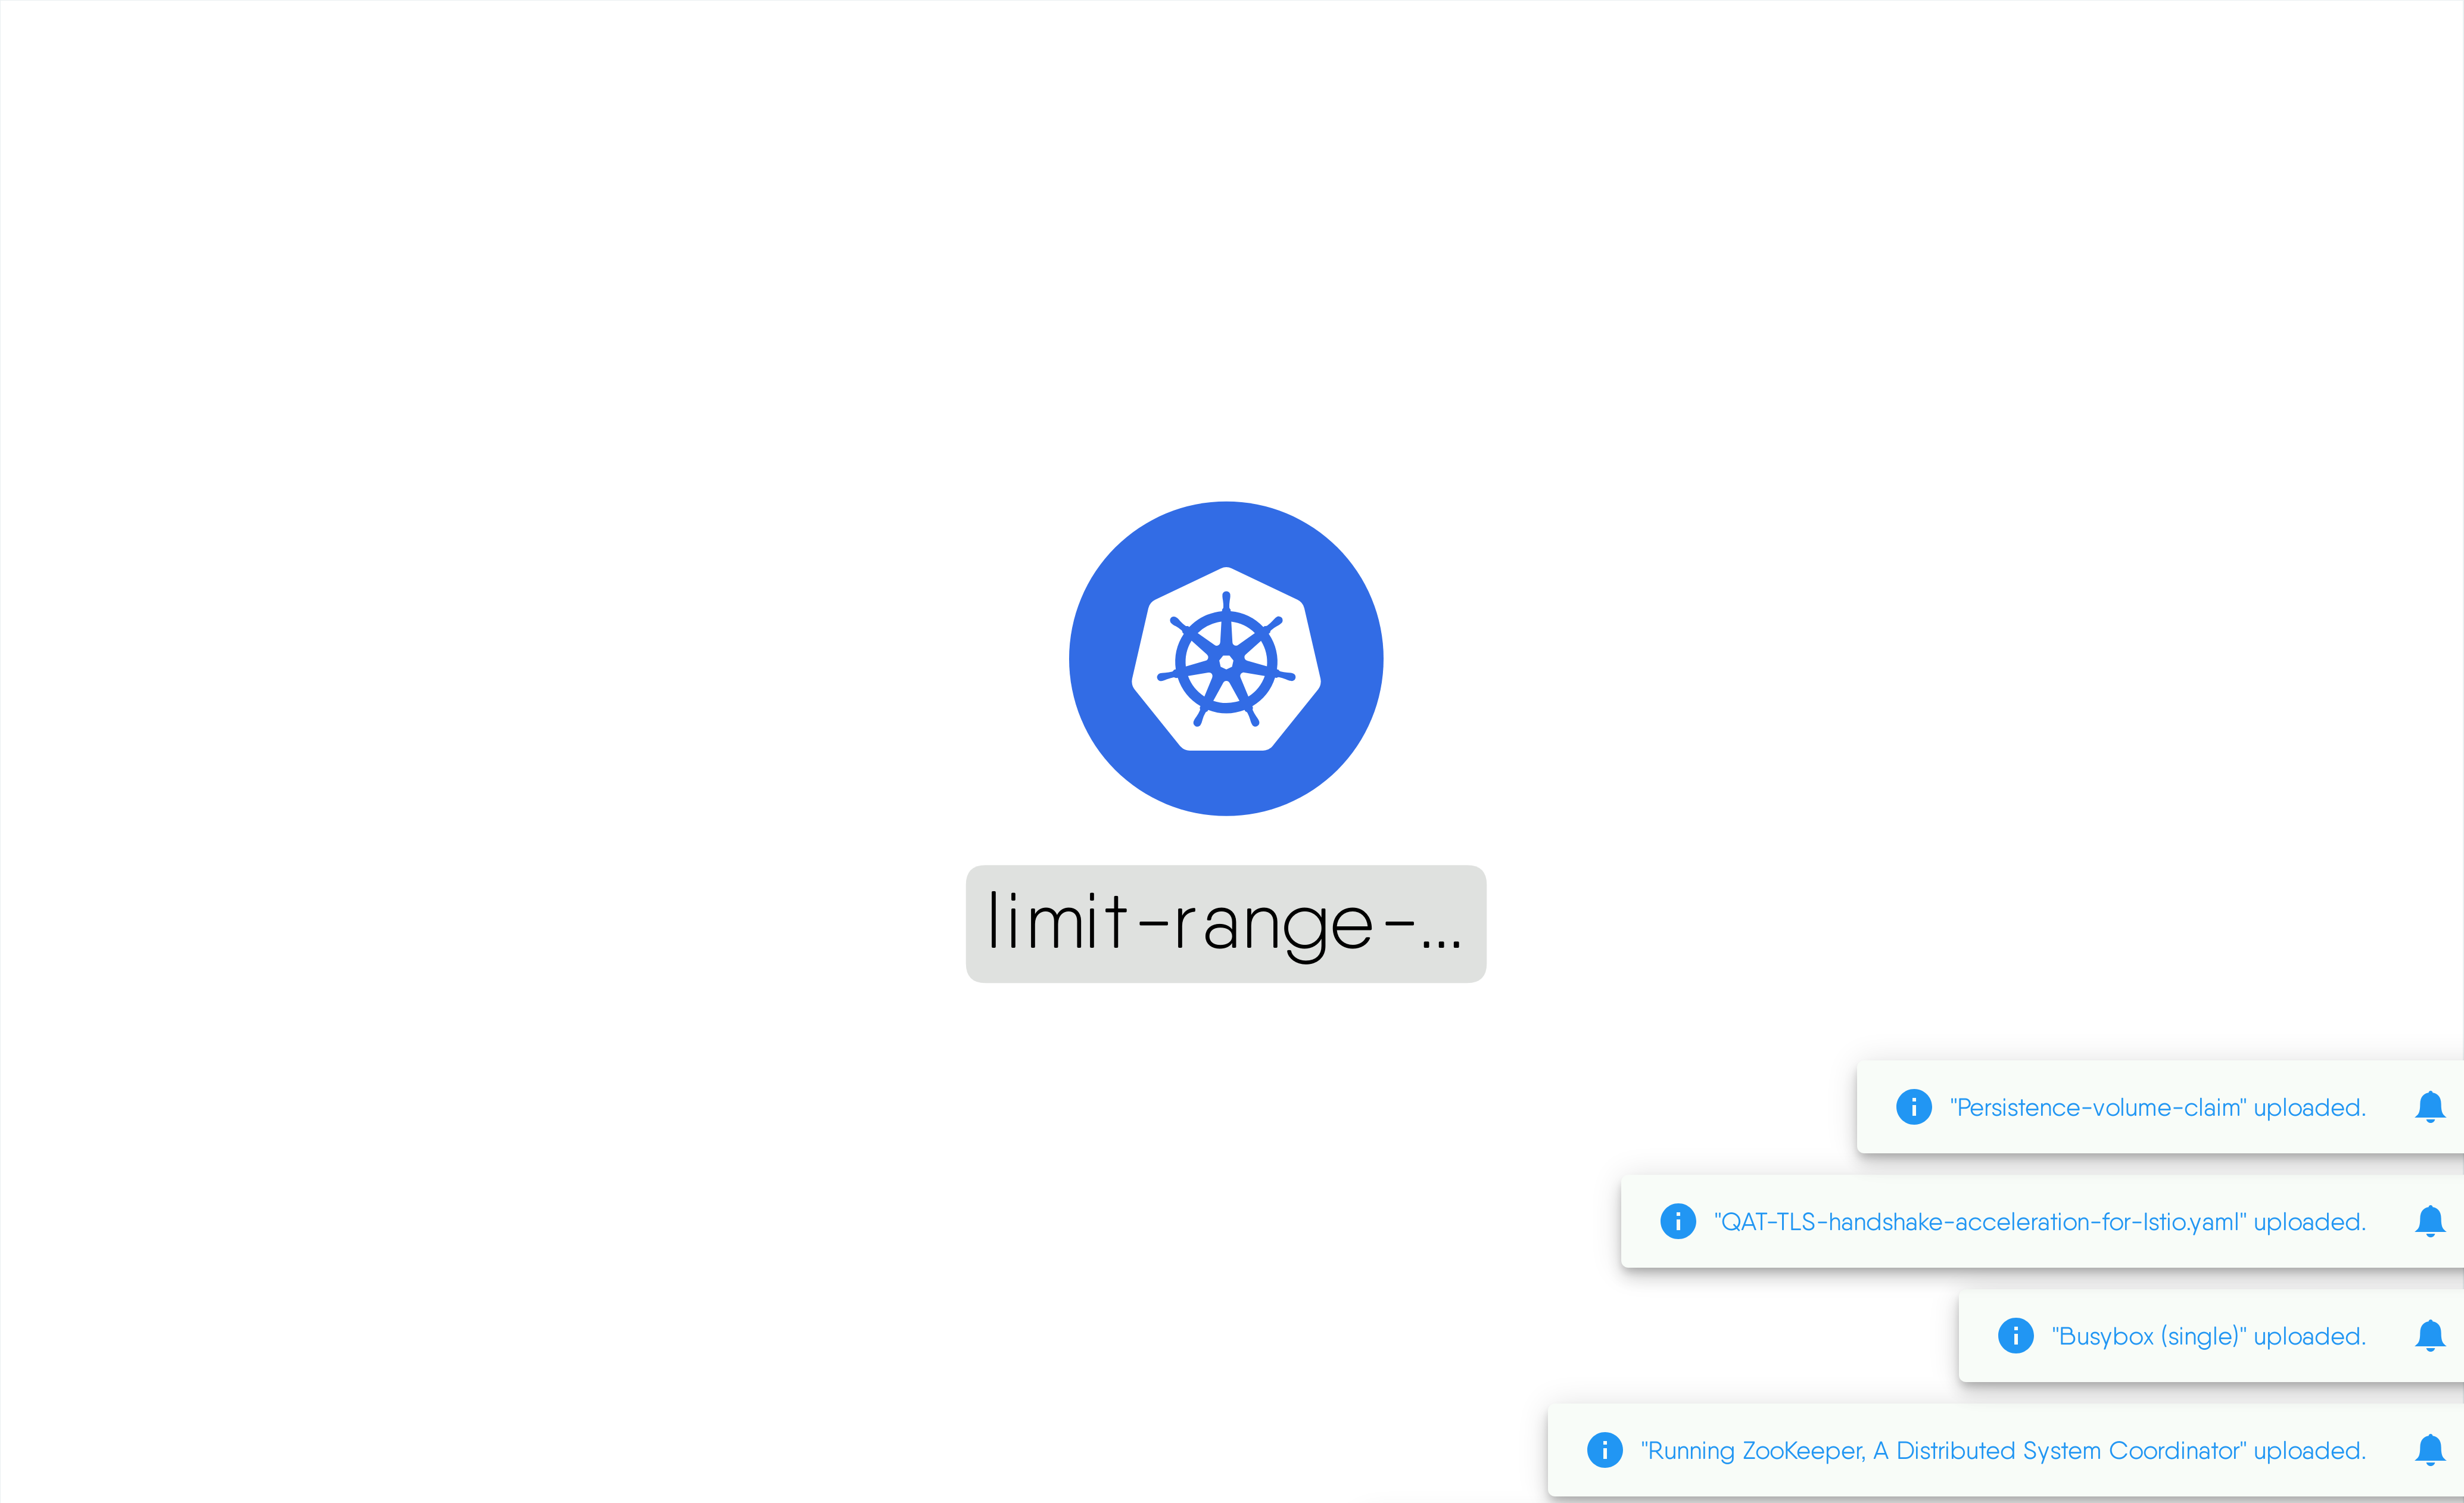 limit-range-...
"Persistence-volume-claim" uploaded.
"QAT-TLS-handshake-acceleration-for-Istio.yaml" uploaded.
"Busybox (single)" uploaded.
"Running ZooKeeper, A Distributed System Coordinator" uploaded.